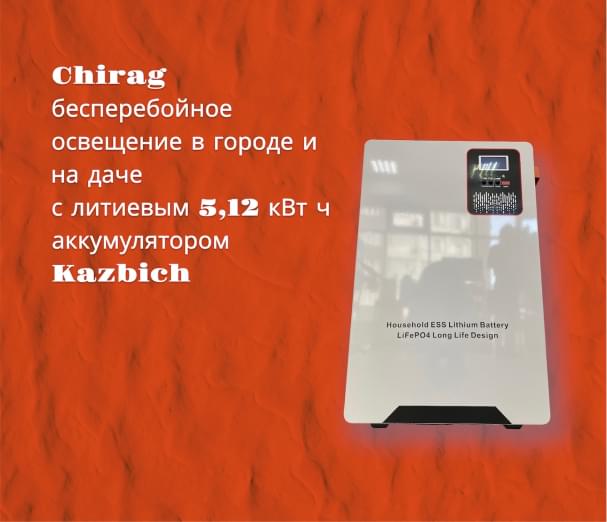 Chirag
бесперебойное
освещение в городе и
на даче
с литиевым 5,12 кВт ч
аккумулятором
Kazbich
Household ESS Lithium Battery
LiFePO4 Long Life Design